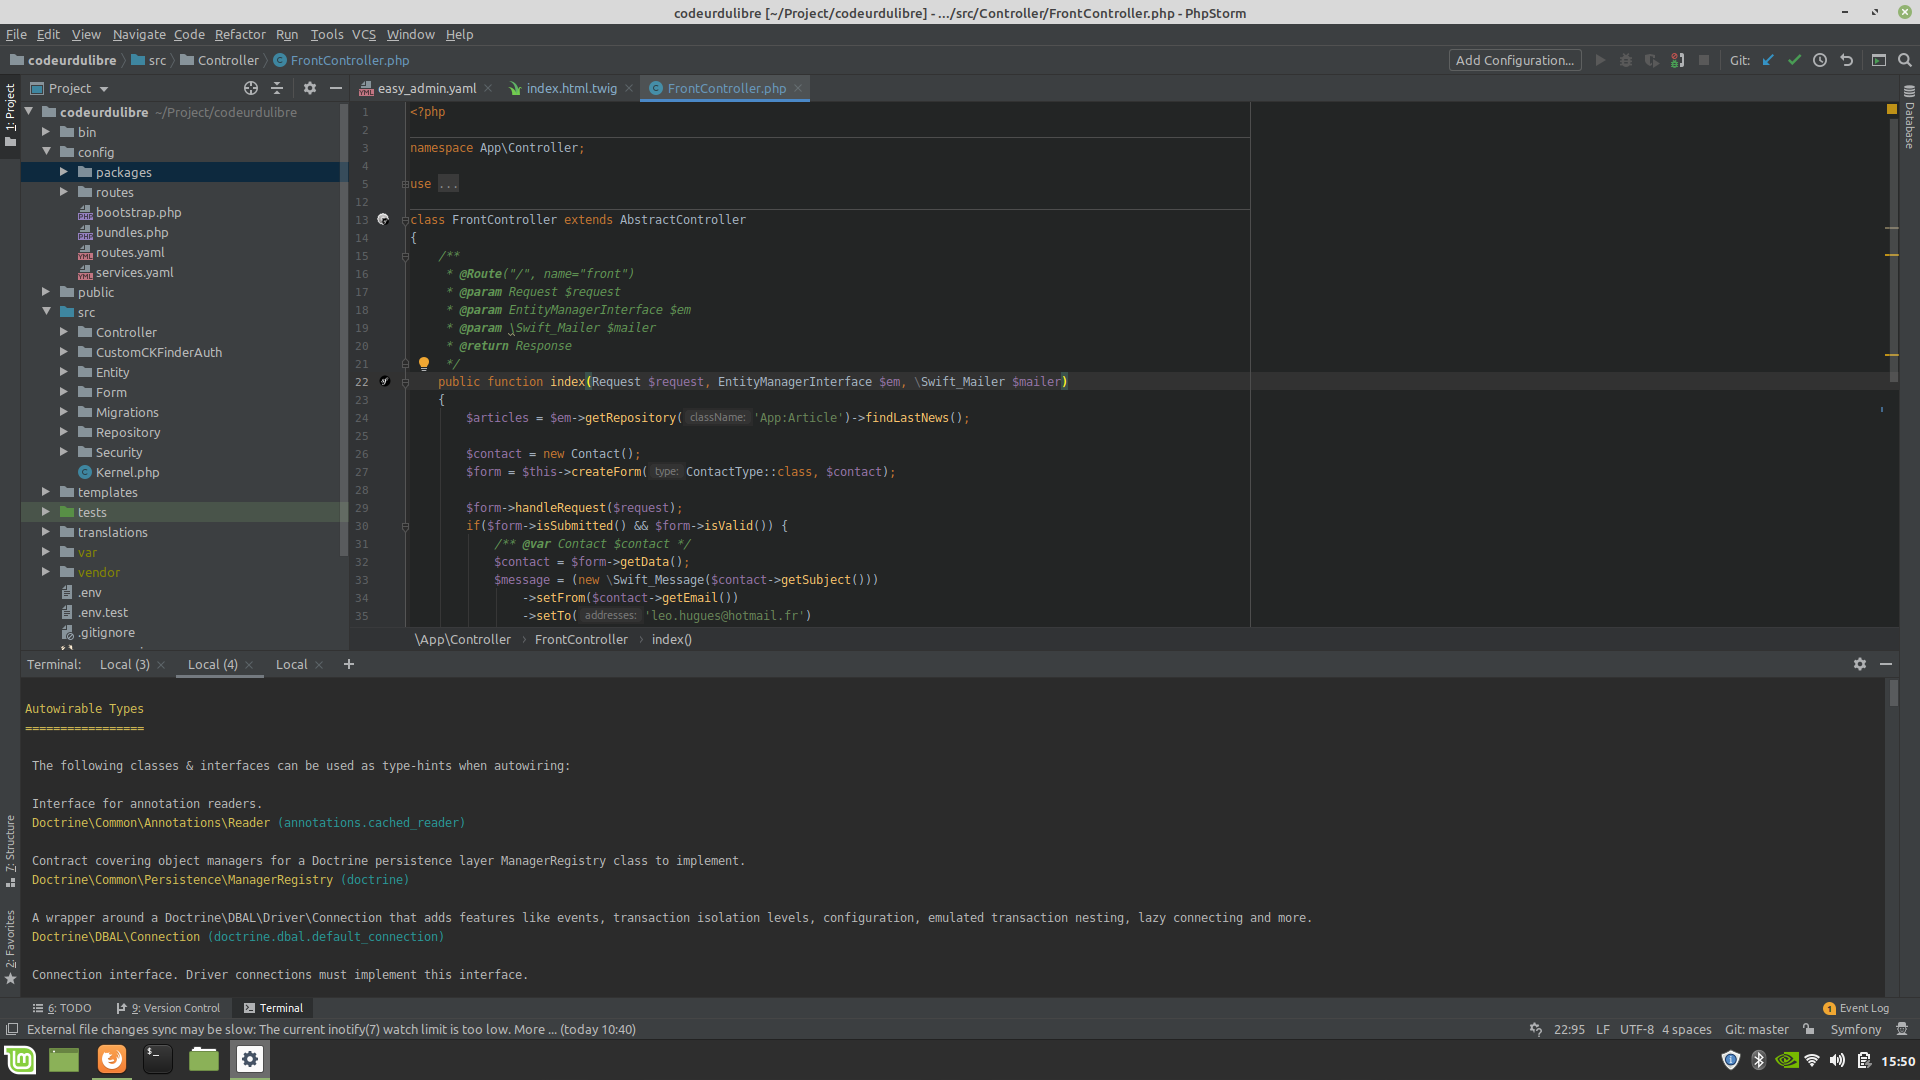 codeurdulibre [~/Project/codeurdulibre] - .../src/Controller/FrontController.php - PhpStorm
File Edit View Navigate Code Refactor Run Tools VCS Window Help
codeurdulibre src Controller FrontController.php Add Configuration... Git:
1: Project
Project
codeurdulibre ~/Project/codeurdulibre
bin
config
packages
routes
bootstrap.php
bundles.php
routes.yaml
services.yaml
public
src
Controller
CustomCKFinderAuth
Entity
Form
Migrations
Repository
Security
Kernel.php
templates
tests
translations
var
vendor
.env
.env.test
.gitignore
easy_admin.yaml index.html.twig FrontController.php
Database
1 <?php
2
3 namespace App\Controller;
4
5 use ...
12
13 class FrontController extends AbstractController
14 {
15 /**
16 * @Route("/", name="front")
17 * @param Request $request
18 * @param EntityManagerInterface $em
19 * @param \Swift_Mailer $mailer
20 * @return Response
21 */
22 public function index(Request $request, EntityManagerInterface $em, \Swift_Mailer $mailer)
23 {
24 $articles = $em->getRepository( className: 'App:Article')->findLastNews();
25
26 $contact = new Contact();
27 $form = $this->createForm( type: ContactType::class, $contact);
28
29 $form->handleRequest($request);
30 if($form->isSubmitted() && $form->isValid()) {
31 /** @var Contact $contact */
32 $contact = $form->getData();
33 $message = (new \Swift_Message($contact->getSubject()))
34 ->setFrom($contact->getEmail())
35 ->setTo( addresses: 'leo.hugues@hotmail.fr')
\App\Controller › FrontController › index()
Terminal: Local (3) Local (4) Local +
Autowirable Types
=================
The following classes & interfaces can be used as type-hints when autowiring:
Interface for annotation readers.
Doctrine\Common\Annotations\Reader (annotations.cached_reader)
Contract covering object managers for a Doctrine persistence layer ManagerRegistry class to implement.
Doctrine\Common\Persistence\ManagerRegistry (doctrine)
A wrapper around a Doctrine\DBAL\Driver\Connection that adds features like events, transaction isolation levels, configuration, emulated transaction nesting, lazy connecting and more.
Doctrine\DBAL\Connection (doctrine.dbal.default_connection)
Connection interface. Driver connections must implement this interface.
7: Structure
2: Favorites
6: TODO 9: Version Control Terminal 1 Event Log
External file changes sync may be slow: The current inotify(7) watch limit is too low. More ... (today 10:40) 22:95 LF UTF-8 4 spaces Git: master Symfony
15:50